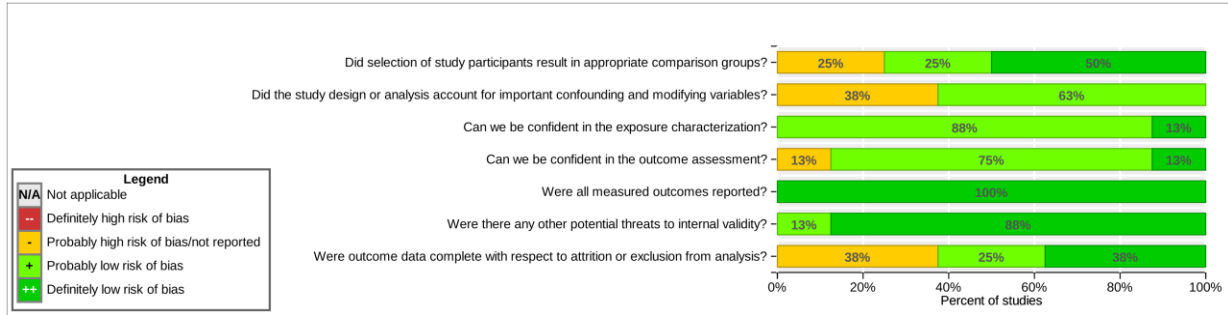 Did selection of study participants result in appropriate comparison groups?
25% 25% 50%
Did the study design or analysis account for important confounding and modifying variables?
38% 63%
Can we be confident in the exposure characterization?
88% 13%
Can we be confident in the outcome assessment?
13% 75% 13%
Were all measured outcomes reported?
100%
Were there any other potential threats to internal validity?
13% 88%
Were outcome data complete with respect to attrition or exclusion from analysis?
38% 25% 38%
0% 20% 40% 60% 80% 100%
Percent of studies
Legend
N/A Not applicable
-- Definitely high risk of bias
- Probably high risk of bias/not reported
+ Probably low risk of bias
++ Definitely low risk of bias